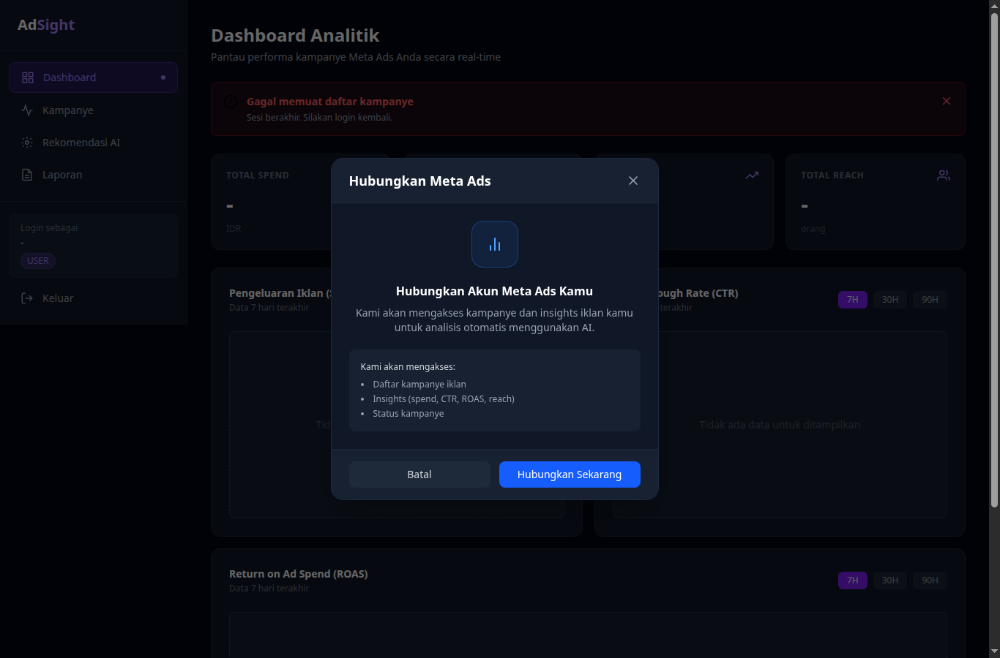 AdSight
Dashboard
Kampanye
Rekomendasi AI
Laporan
Login sebagai
-
USER
Keluar
Dashboard Analitik
Pantau performa kampanye Meta Ads Anda secara real-time
Gagal memuat daftar kampanye
Sesi berakhir. Silakan login kembali.
TOTAL SPEND
-
IDR
TOTAL REACH
-
orang
Pengeluaran Iklan
Data 7 hari terakhir
Rate (CTR)
terakhir
7H 30H 90H
Tidak ada data untuk ditampilkan
Return on Ad Spend (ROAS)
Data 7 hari terakhir
7H 30H 90H
Hubungkan Meta Ads
Hubungkan Akun Meta Ads Kamu
Kami akan mengakses kampanye dan insights iklan kamu
untuk analisis otomatis menggunakan AI.
Kami akan mengakses:
• Daftar kampanye iklan
• Insights (spend, CTR, ROAS, reach)
• Status kampanye
Batal
Hubungkan Sekarang